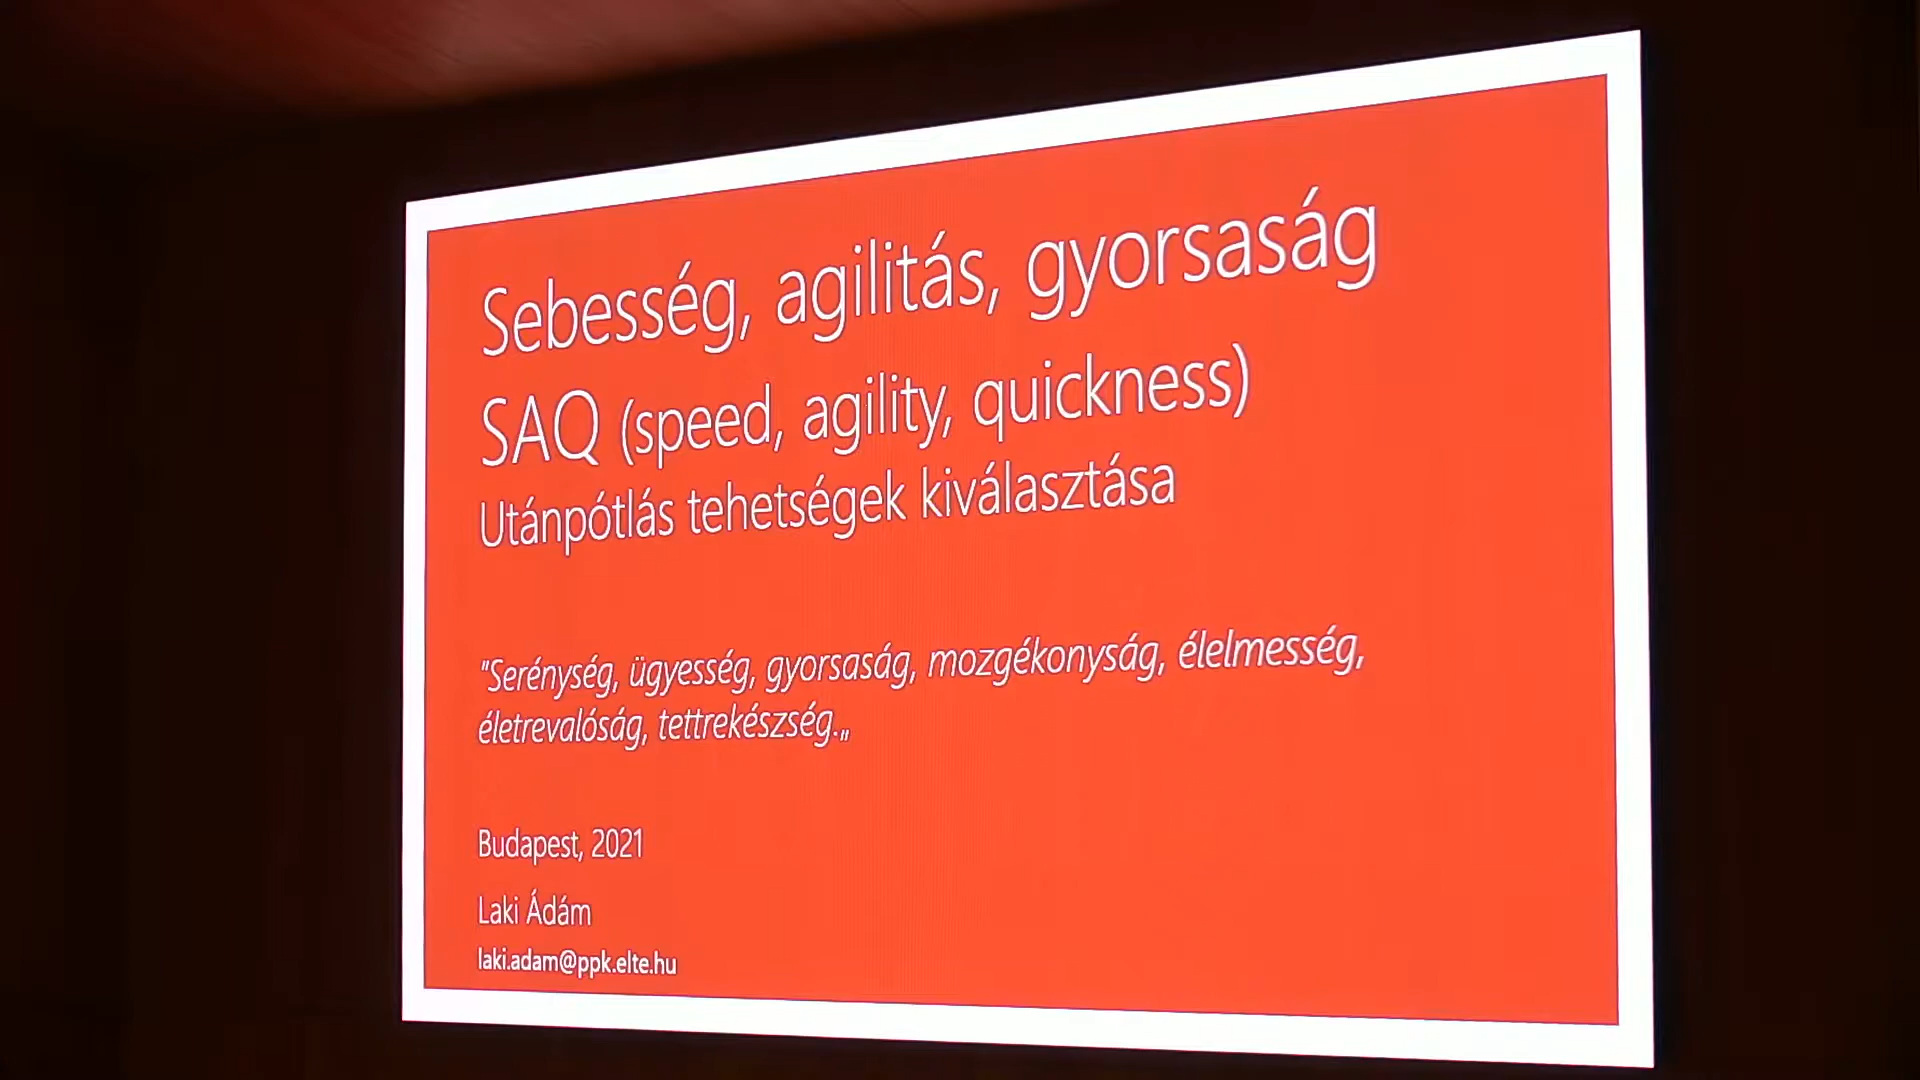 Sebesség, agilitás, gyorsaság
SAQ (speed, agility, quickness)
Utánpótlás tehetségek kiválasztása
"Serénység, ügyesség, gyorsaság, mozgékonyság, élelmesség,
életrevalóság, tettrekészség.„
Budapest, 2021
Laki Ádám
laki.adam@ppk.elte.hu